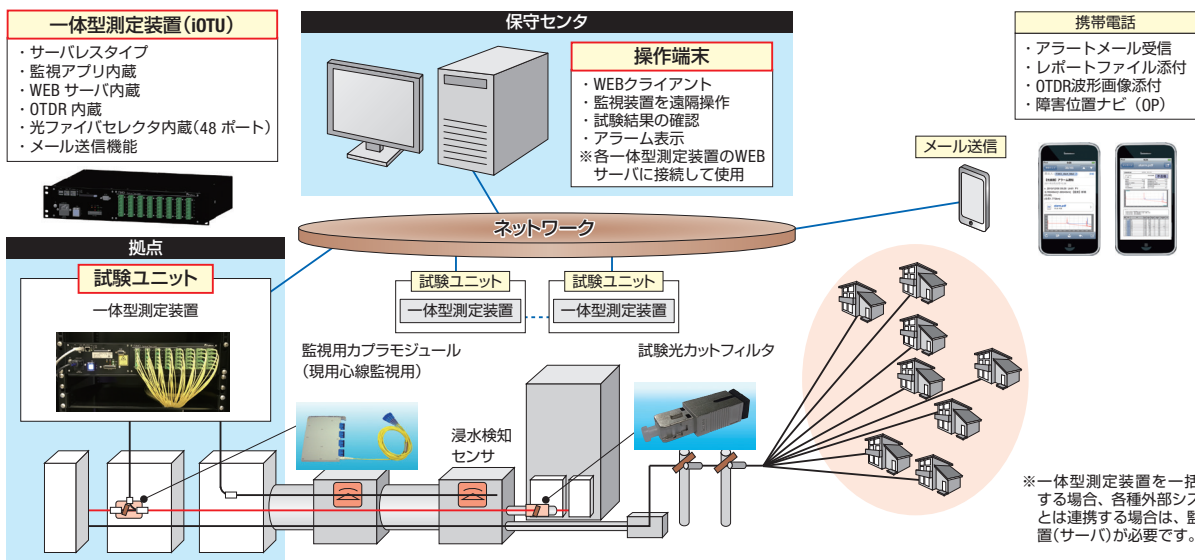 一体型測定装置(iOTU)
・サーバレスタイプ
・監視アプリ内蔵
・WEB サーバ内蔵
・OTDR 内蔵
・光ファイバセレクタ内蔵(48 ポート)
・メール送信機能
保守センタ
操作端末
・WEBクライアント
・監視装置を遠隔操作
・試験結果の確認
・アラーム表示
※各一体型測定装置のWEB
サーバに接続して使用
携帯電話
・アラートメール受信
・レポートファイル添付
・OTDR波形画像添付
・障害位置ナビ(OP)
メール送信
ネットワーク
拠点
試験ユニット
一体型測定装置
試験ユニット
一体型測定装置
試験ユニット
一体型測定装置
監視用カプラモジュール
(現用心線監視用)
試験光カットフィルタ
浸水検知
センサ
※一体型測定装置を一括
する場合、各種外部シス
とは連携する場合は、監
置(サーバ)が必要です。